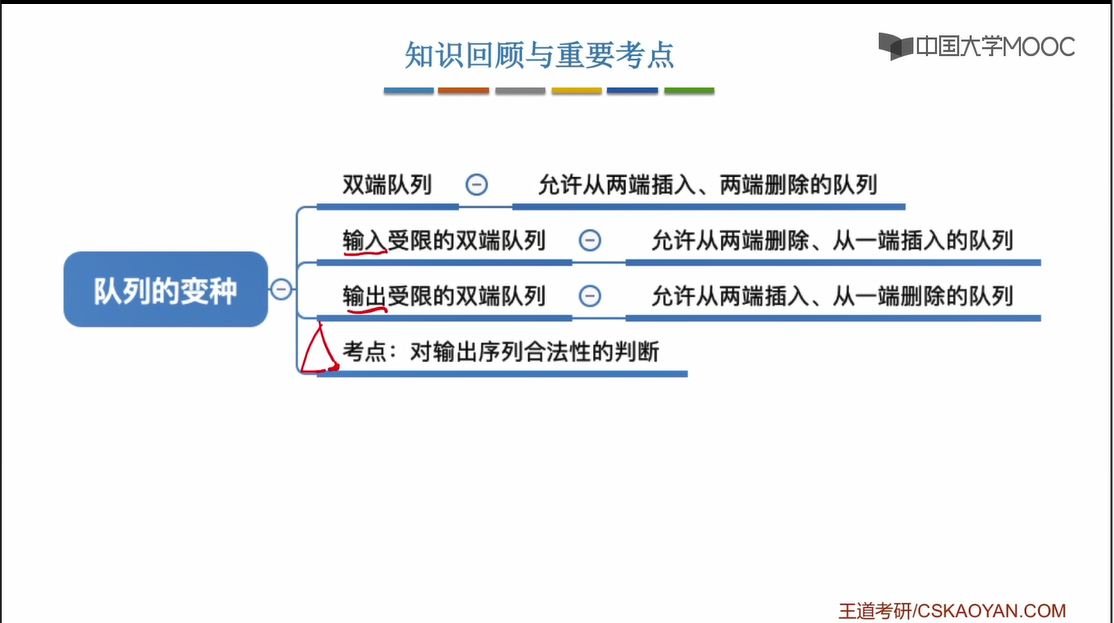 知识回顾与重要考点
中国大学MOOC
双端队列 允许从两端插入、两端删除的队列
输入受限的双端队列 允许从两端删除、从一端插入的队列
队列的变种
输出受限的双端队列 允许从两端插入、从一端删除的队列
考点：对输出序列合法性的判断
王道考研/CSKAOYAN.COM